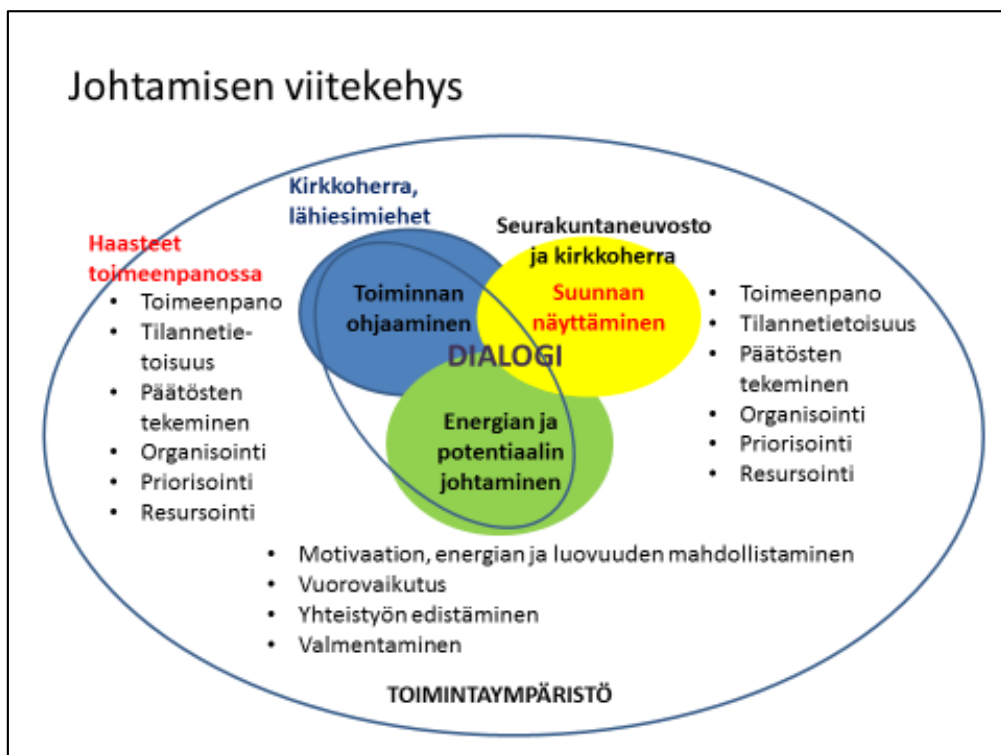 Johtamisen viitekehys
Kirkkoherra,
lähiesimiehet
Seurakuntaneuvosto
ja kirkkoherra
Haasteet
toimeenpanossa
• Toimeenpano
• Tilannetie-
toisuus
• Päätösten
tekeminen
• Organisointi
• Priorisointi
• Resursointi
Toiminnan
ohjaaminen
Suunnan
näyttäminen
DIALOGI
Energian ja
potentiaalin
johtaminen
• Toimeenpano
• Tilannetietoisuus
• Päätösten
tekeminen
• Organisointi
• Priorisointi
• Resursointi
• Motivaation, energian ja luovuuden mahdollistaminen
• Vuorovaikutus
• Yhteistyön edistäminen
• Valmentaminen
TOIMINTAYMPÄRISTÖ